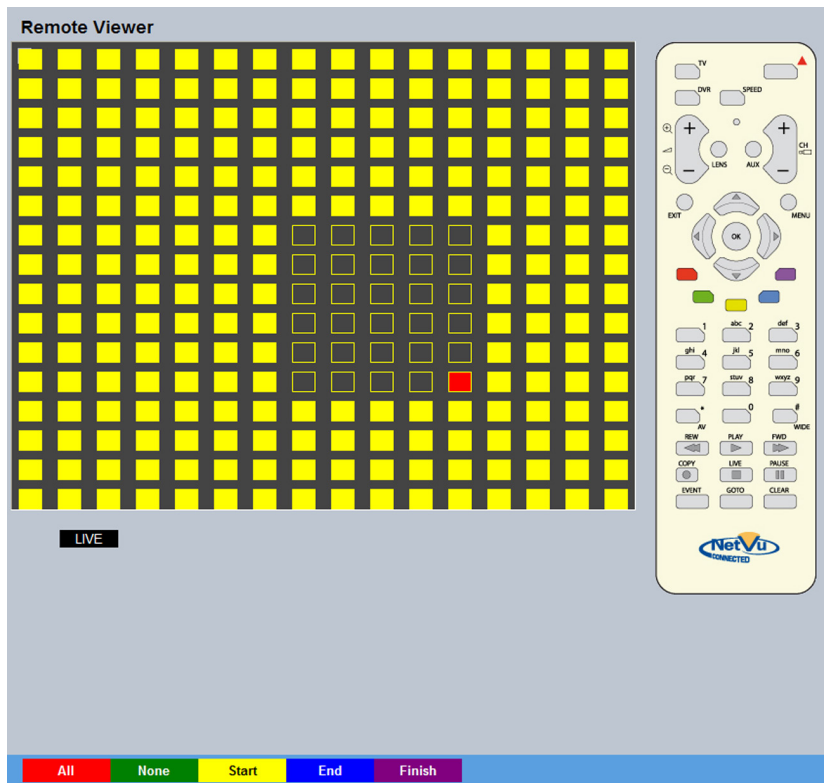 Remote Viewer
TV
DVR SPEED
+ +
CH
LENS AUX
− −
EXIT MENU
OK
1 abc 2 def 3
ghi 4 jkl 5 mno 6
pqr 7 stuv 8 wxyz 9
* 0 #
AV WIDE
REW PLAY FWD
COPY LIVE PAUSE
EVENT GOTO CLEAR
NetVu
CONNECTED
LIVE
All None Start End Finish